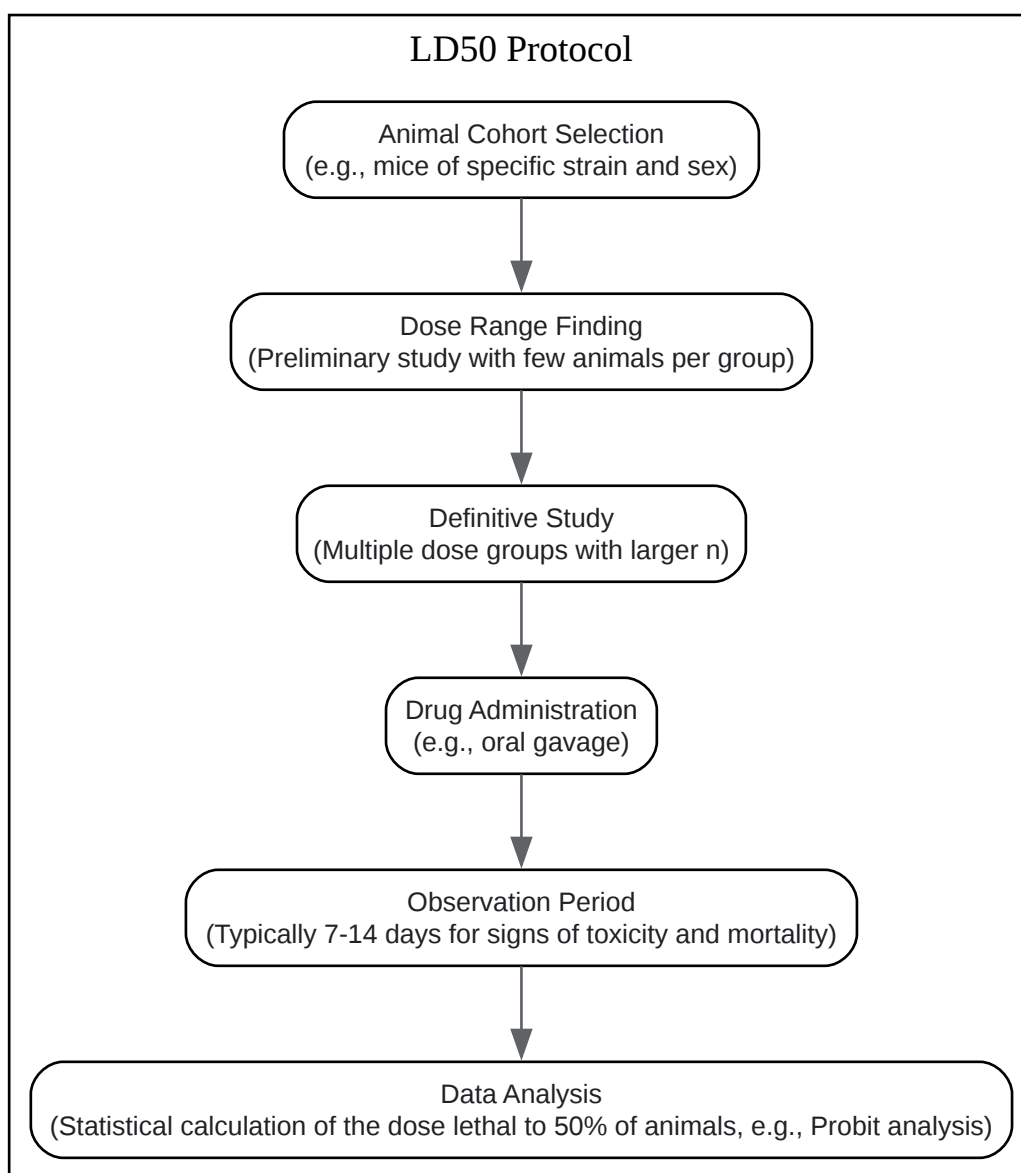 LD50 Protocol
Animal Cohort Selection
(e.g., mice of specific strain and sex)
Dose Range Finding
(Preliminary study with few animals per group)
Definitive Study
(Multiple dose groups with larger n)
Drug Administration
(e.g., oral gavage)
Observation Period
(Typically 7-14 days for signs of toxicity and mortality)
Data Analysis
(Statistical calculation of the dose lethal to 50% of animals, e.g., Probit analysis)